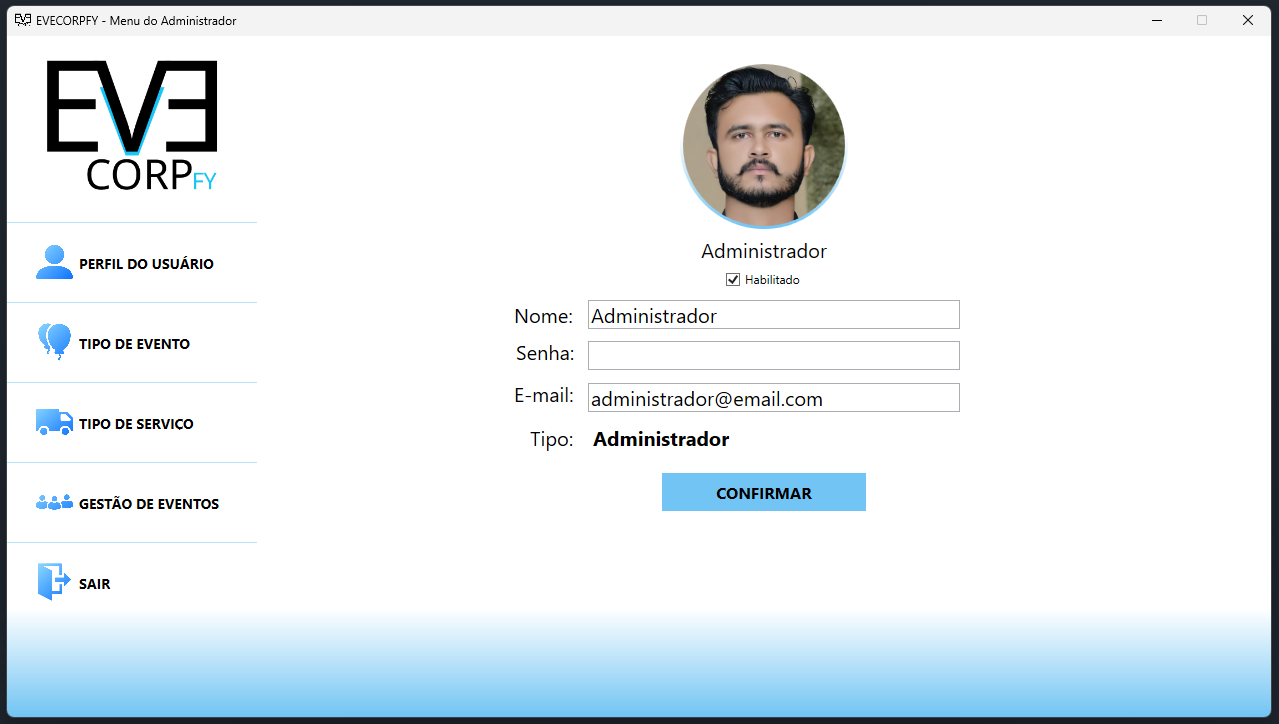 EVECORPFY - Menu do Administrador
EVE
CORPFY
PERFIL DO USUÁRIO
TIPO DE EVENTO
TIPO DE SERVIÇO
GESTÃO DE EVENTOS
SAIR
Administrador
Habilitado
Nome: Administrador
Senha:
E-mail: administrador@email.com
Tipo: Administrador
CONFIRMAR